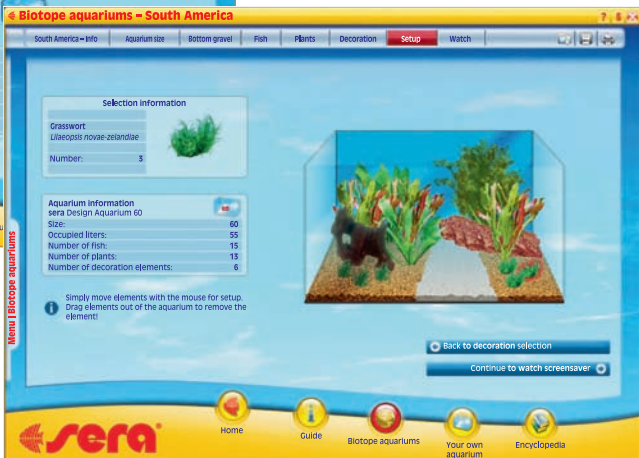 Biotope aquariums – South America
? $
South America – Info Aquarium size Bottom gravel Fish Plants Decoration Setup Watch
Selection information
Grasswort
Lilaeopsis novae-zelandiae
Number: 3
Aquarium information
sera Design Aquarium 60
Size: 60
Occupied liters: 55
Number of fish: 15
Number of plants: 13
Number of decoration elements: 6
Simply move elements with the mouse for setup.
Drag elements out of the aquarium to remove the
element!
Menu | Biotope aquariums
Back to decoration selection
Continue to watch screensaver
sera
Home
Guide
Biotope aquariums
Your own
aquarium
Encyclopedia